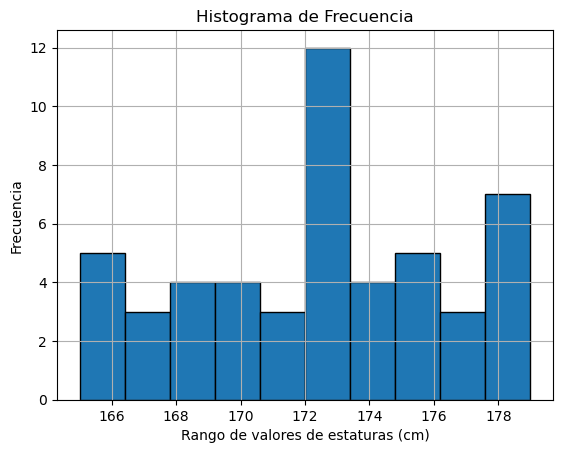 Histograma de Frecuencia
Frecuencia
12
10
8
6
4
2
0
166 168 170 172 174 176 178
Rango de valores de estaturas (cm)